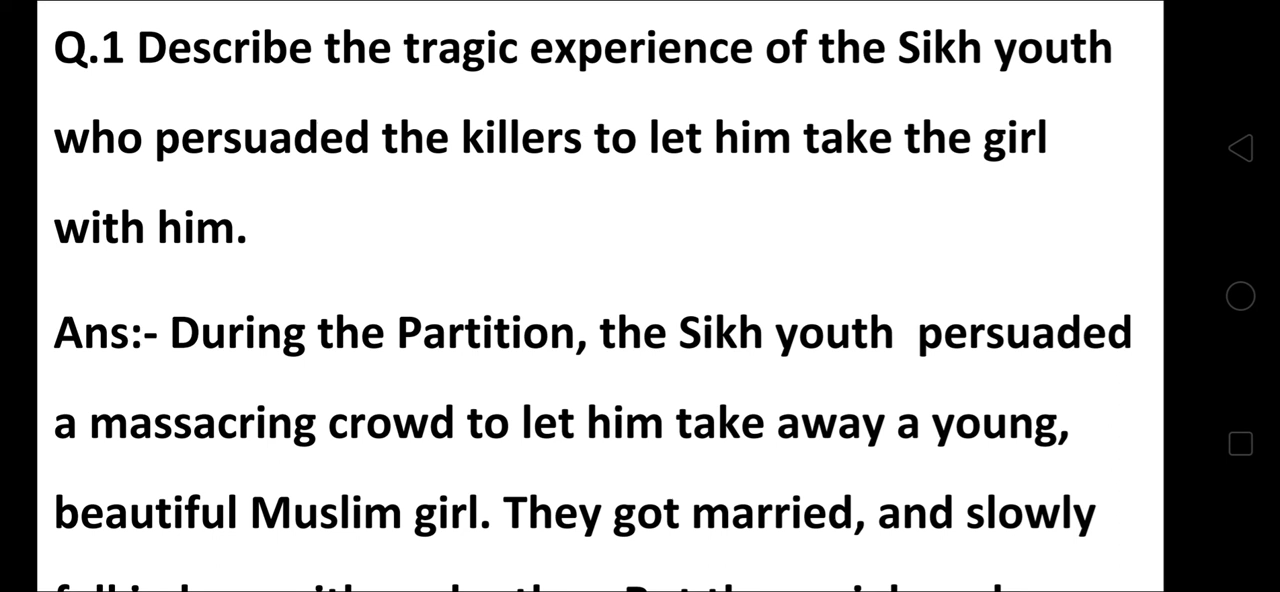 Q.1 Describe the tragic experience of the Sikh youth
who persuaded the killers to let him take the girl
with him.
Ans:- During the Partition, the Sikh youth  persuaded
a massacring crowd to let him take away a young,
beautiful Muslim girl. They got married, and slowly